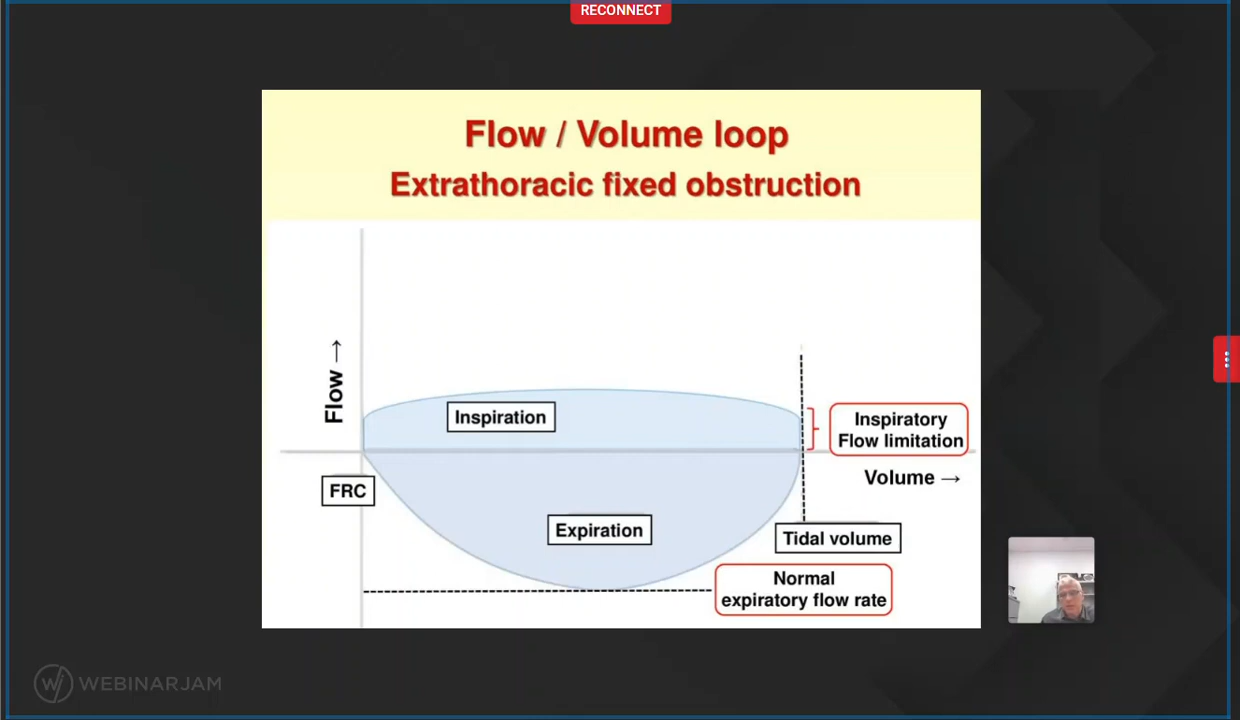 RECONNECT
Flow / Volume loop
Extrathoracic fixed obstruction
Flow →
Inspiration
Inspiratory
Flow limitation
Volume →
FRC
Expiration
Tidal volume
Normal
expiratory flow rate
WEBINARJAM